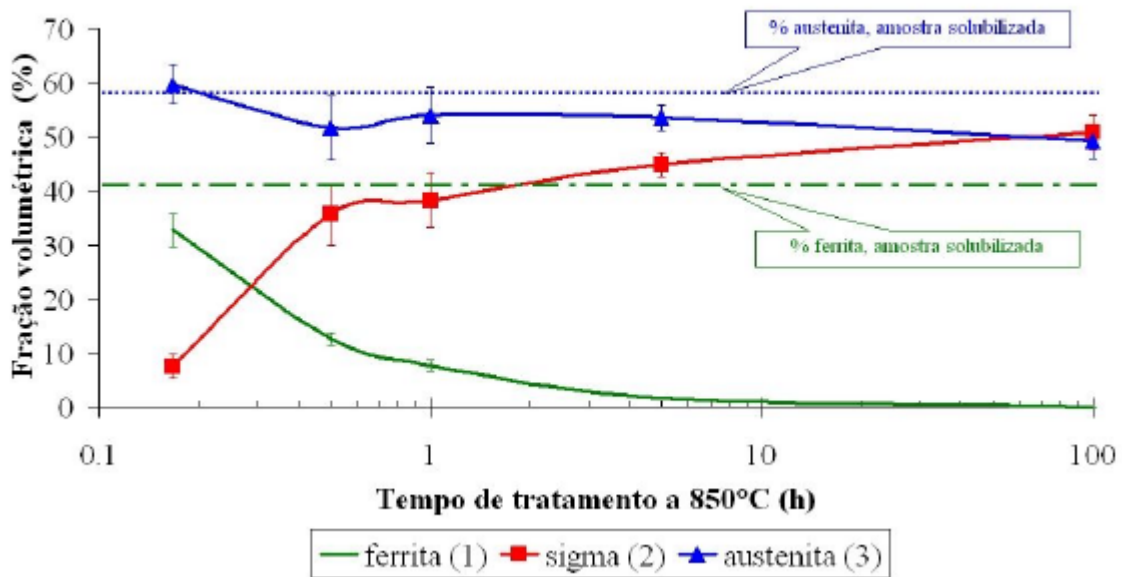 70
60
50
40
30
20
10
0
Fração volumétrica (%)
% austenita, amostra solubilizada
% ferrita, amostra solubilizada
0.1 1 10 100
Tempo de tratamento a 850°C (h)
ferrita (1) sigma (2) austenita (3)